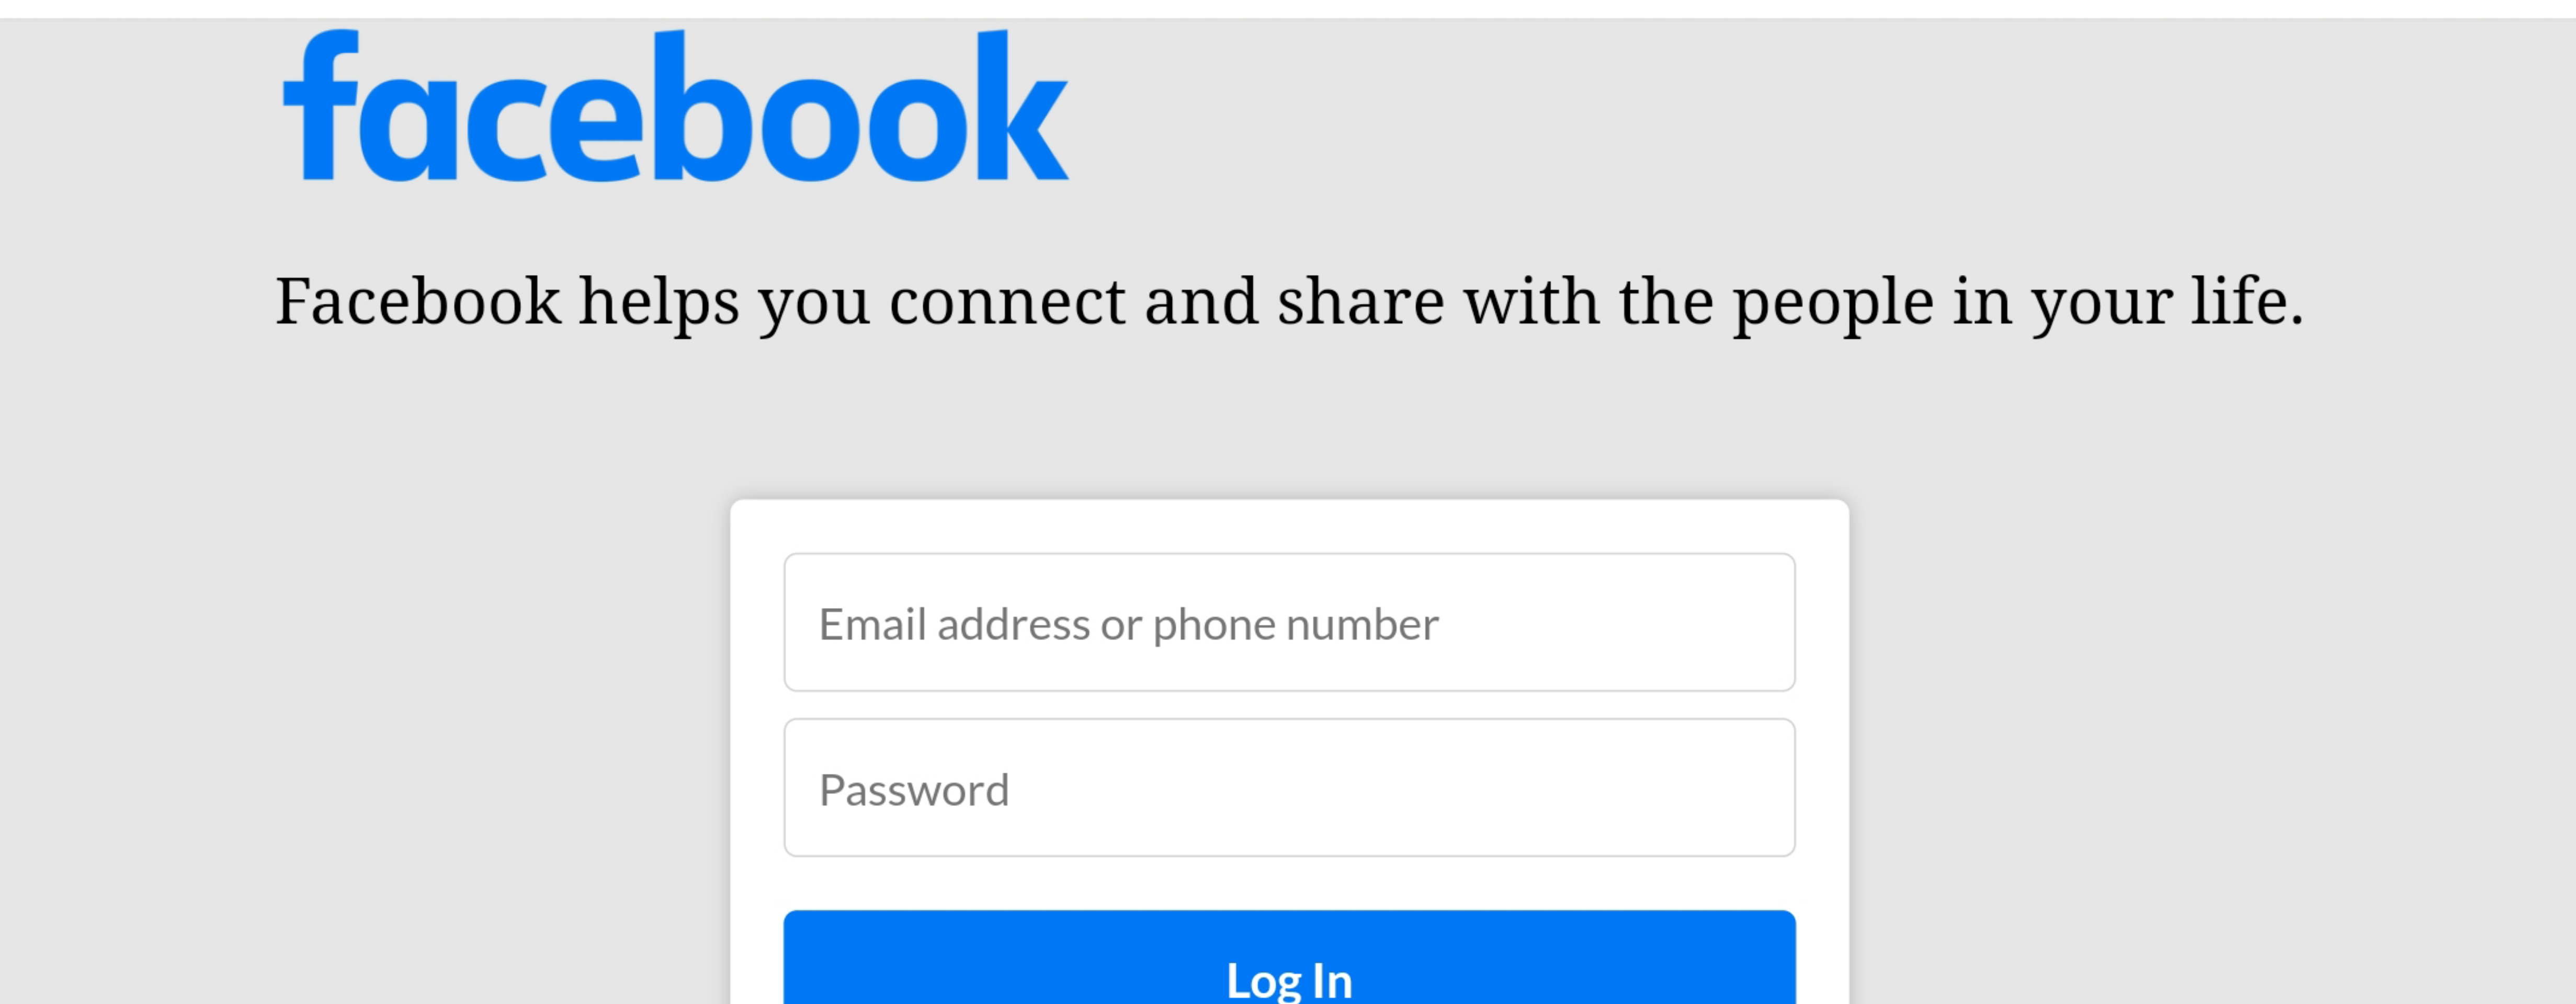 facebook
Facebook helps you connect and share with the people in your life.
Email address or phone number
Password
Log In